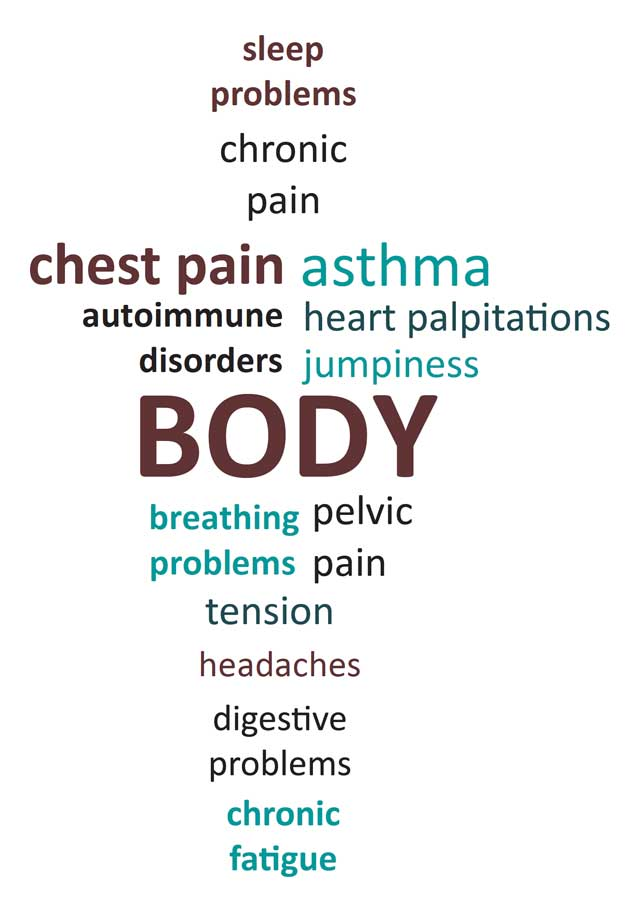 sleep
problems
chronic
pain
chest pain asthma
autoimmune heart palpitations
disorders jumpiness
BODY
breathing pelvic
problems pain
tension
headaches
digestive
problems
chronic
fatigue